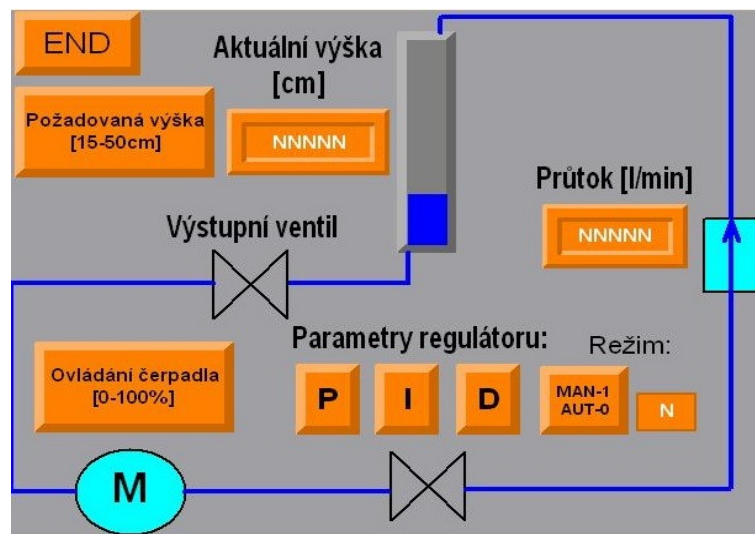 END
Aktuální výška
[cm]
Požadovaná výška
[15-50cm]
NNNNN
Průtok [l/min]
NNNNN
Výstupní ventil
Parametry regulátoru:
Režim:
Ovládání čerpadla
[0-100%]
P
I
D
MAN-1
AUT-0
N
M